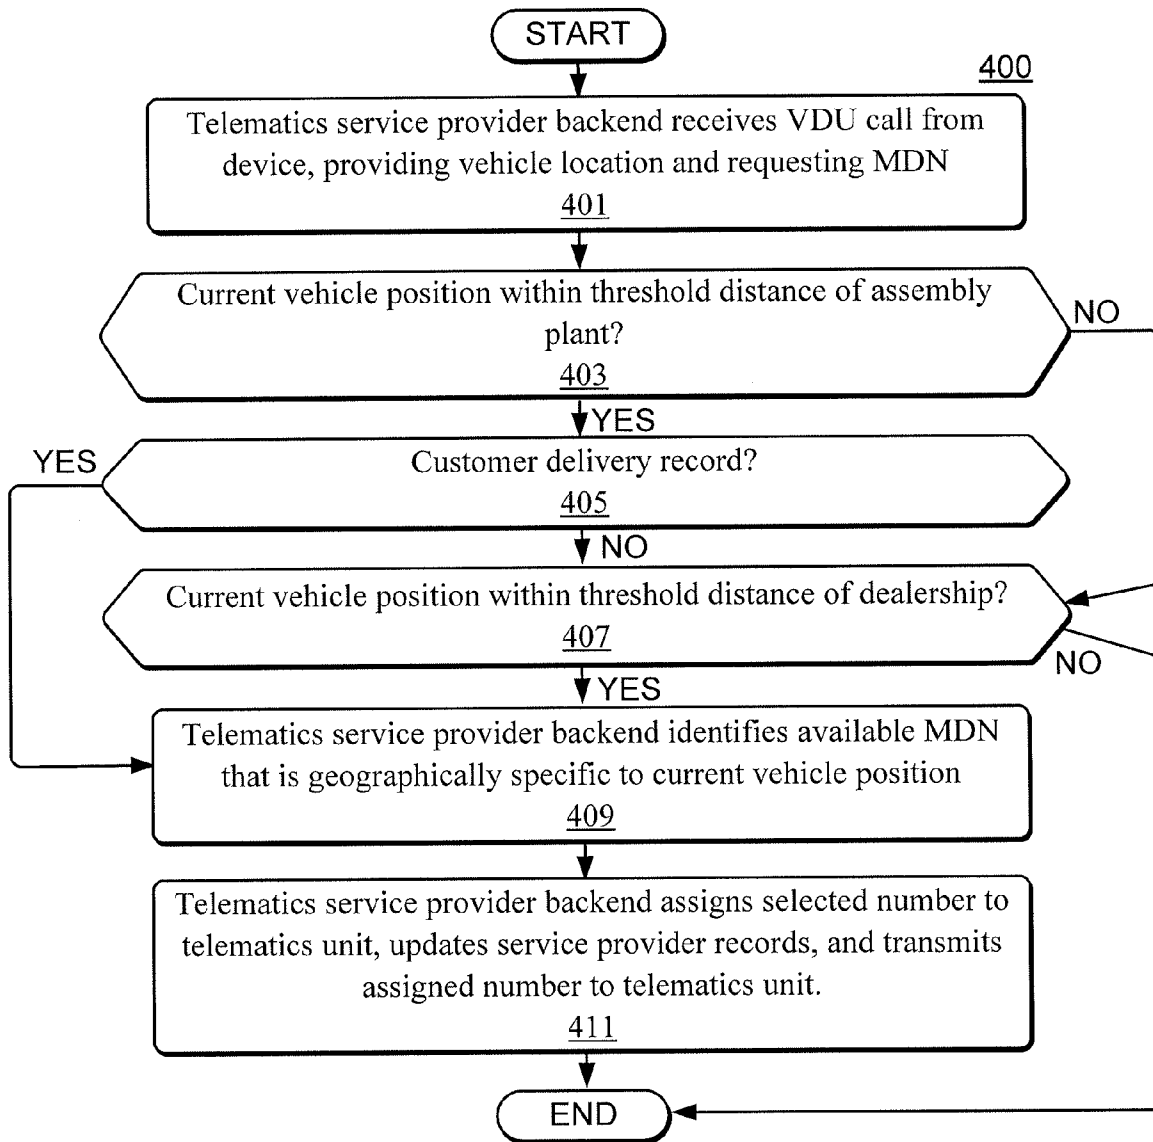 START
400
Telematics service provider backend receives VDU call from
device, providing vehicle location and requesting MDN
401
Current vehicle position within threshold distance of assembly
plant?
403
NO
YES
YES
Customer delivery record?
405
NO
Current vehicle position within threshold distance of dealership?
407
NO
YES
Telematics service provider backend identifies available MDN
that is geographically specific to current vehicle position
409
Telematics service provider backend assigns selected number to
telematics unit, updates service provider records, and transmits
assigned number to telematics unit.
411
END